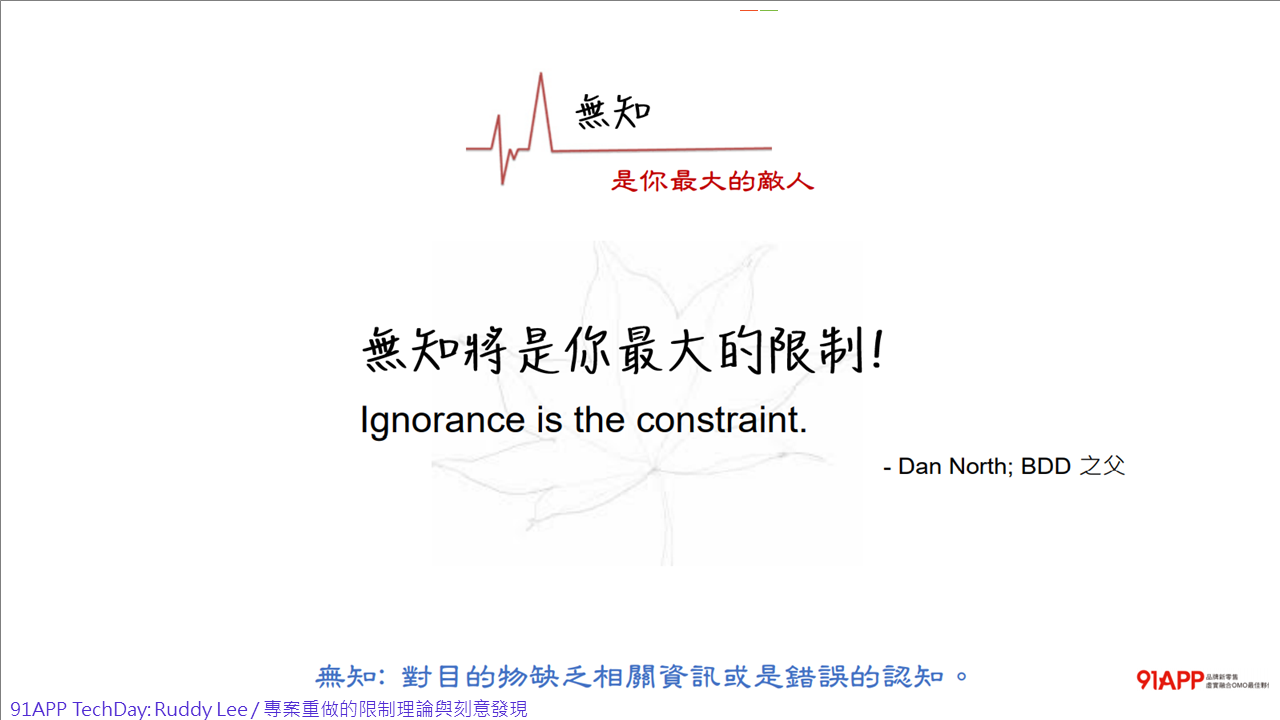 無知
是你最大的敵人
無知將是你最大的限制!
Ignorance is the constraint.
- Dan North; BDD 之父
無知: 對目的物缺乏相關資訊或是錯誤的認知。
91APP 品牌新零售
虛實融合OMO最佳夥伴
91APP TechDay: Ruddy Lee / 專案重做的限制理論與刻意發現